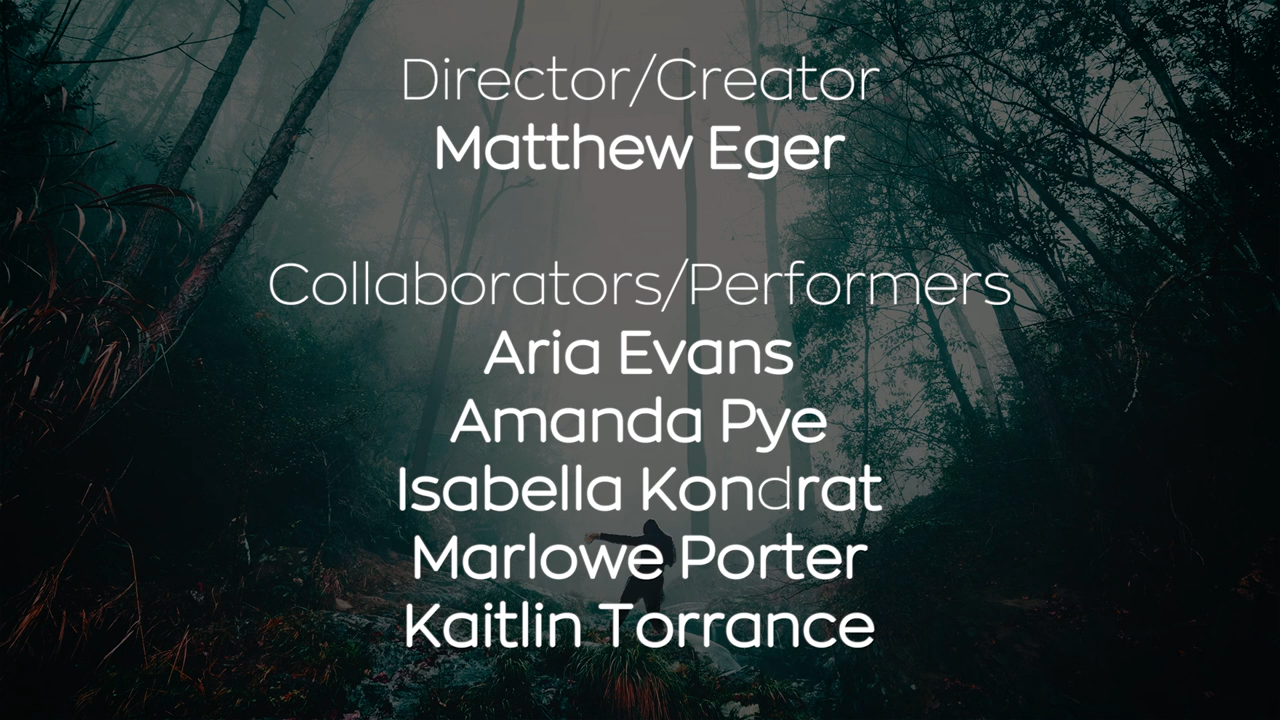 Director/Creator
Matthew Eger
Collaborators/Performers
Aria Evans
Amanda Pye
Isabella Kondrat
Marlowe Porter
Kaitlin Torrance